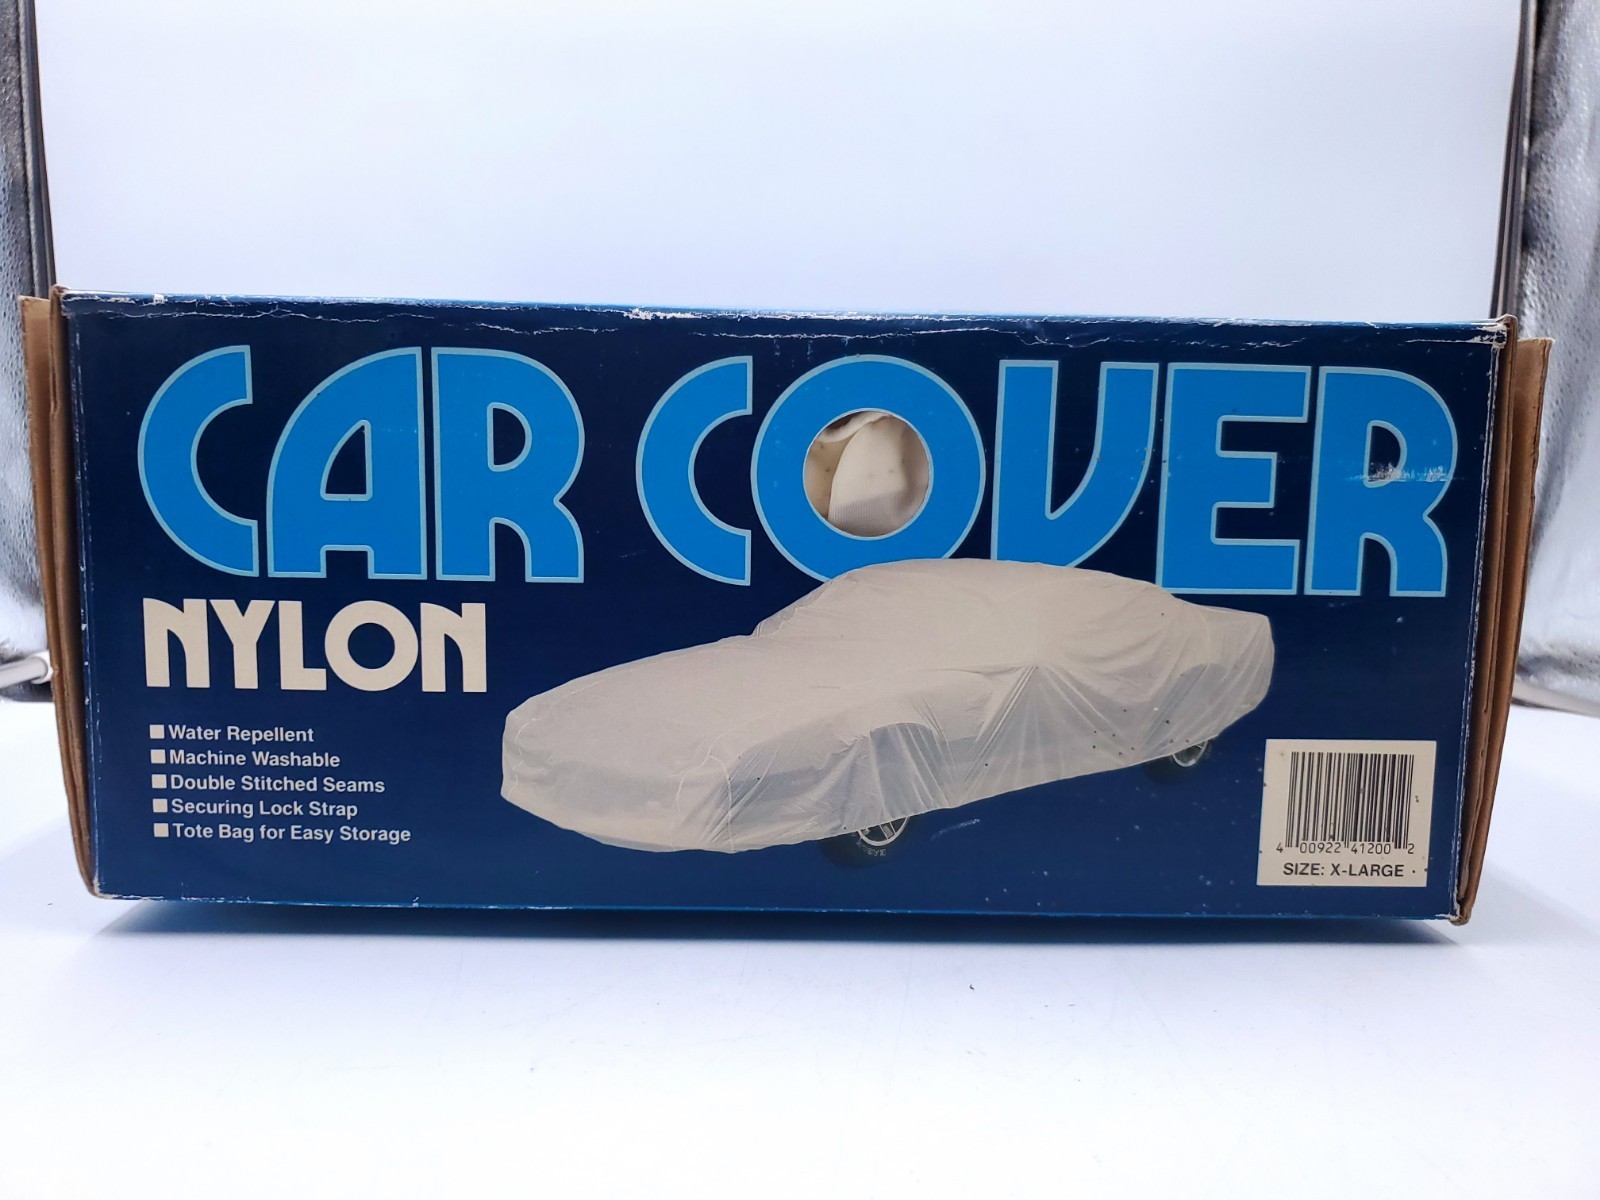 CAR COVER
NYLON
Water Repellent
Machine Washable
Double Stitched Seams
Securing Lock Strap
Tote Bag for Easy Storage
4 00922 41200 2
SIZE: X-LARGE